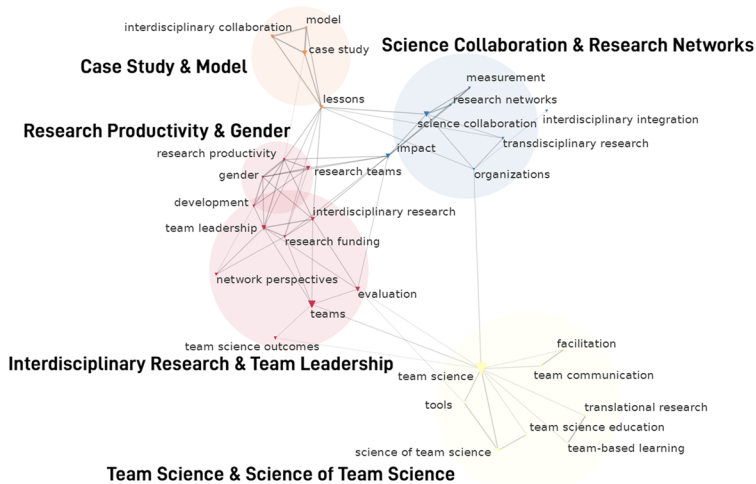 interdisciplinary collaboration
model
case study
Case Study & Model
Science Collaboration & Research Networks
measurement
lessons
research networks
science collaboration
interdisciplinary integration
transdisciplinary research
Research Productivity & Gender
impact
research productivity
research teams
gender
organizations
development
interdisciplinary research
team leadership
research funding
network perspectives
evaluation
teams
team science outcomes
Interdisciplinary Research & Team Leadership
facilitation
team science
team communication
tools
translational research
team science education
science of team science
team-based learning
Team Science & Science of Team Science